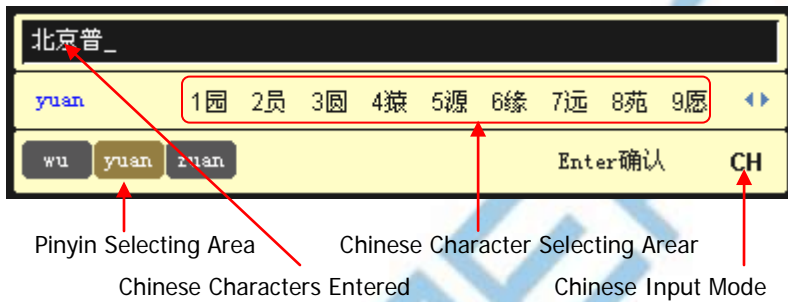 北京普_
yuan 1园 2员 3圆 4猿 5源 6缘 7远 8苑 9愿
wu yuan ruan Enter确认 CH
Pinyin Selecting Area Chinese Character Selecting Arear
Chinese Characters Entered Chinese Input Mode